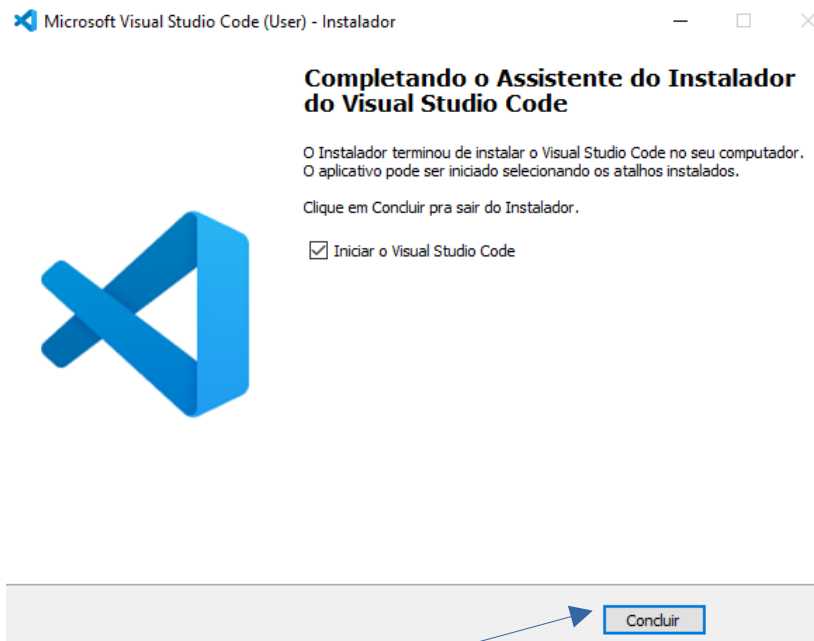 Microsoft Visual Studio Code (User) - Instalador
Completando o Assistente do Instalador
do Visual Studio Code
O Instalador terminou de instalar o Visual Studio Code no seu computador.
O aplicativo pode ser iniciado selecionando os atalhos instalados.
Clique em Concluir pra sair do Instalador.
Iniciar o Visual Studio Code
Concluir